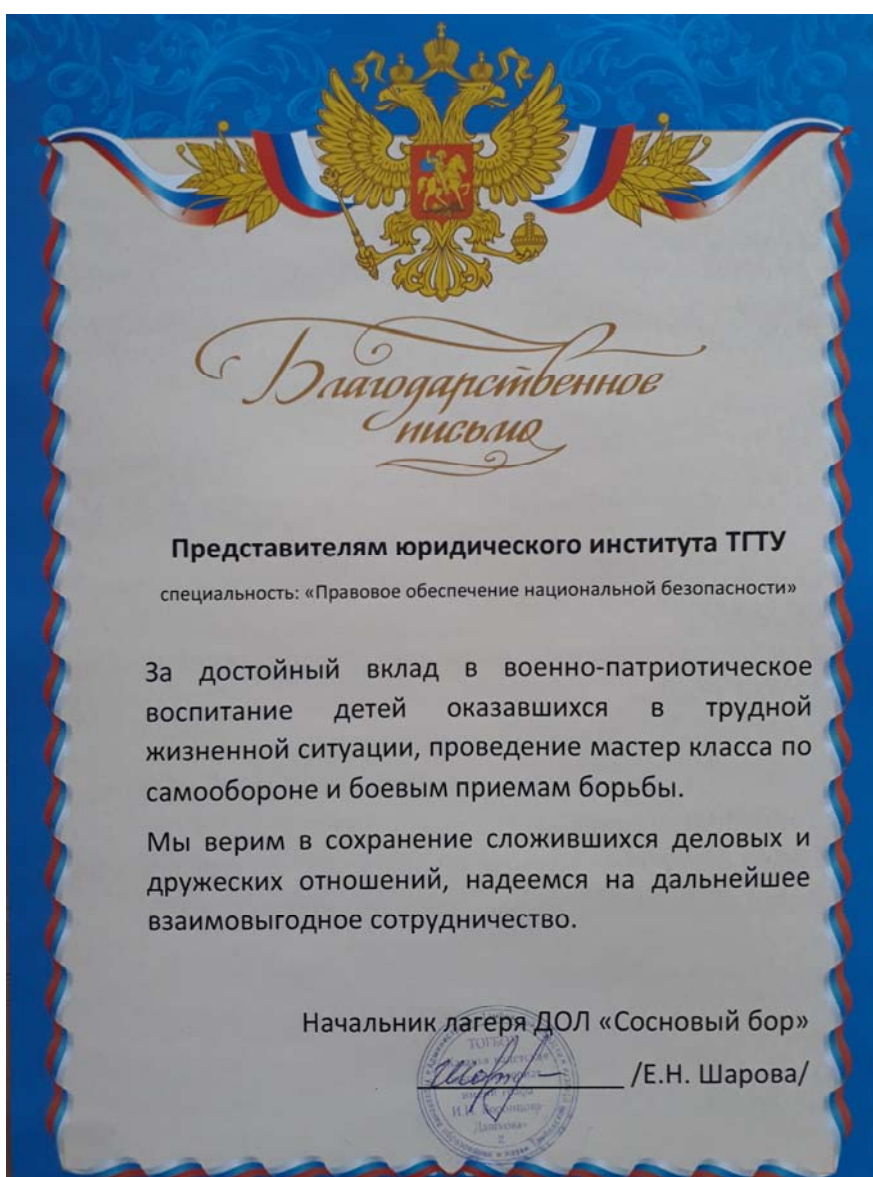 Благодарственное
письмо
Представителям юридического института ТГТУ
специальность: «Правовое обеспечение национальной безопасности»
За достойный вклад в военно-патриотическое
воспитание детей оказавшихся в трудной
жизненной ситуации, проведение мастер класса по
самообороне и боевым приемам борьбы.
Мы верим в сохранение сложившихся деловых и
дружеских отношений, надеемся на дальнейшее
взаимовыгодное сотрудничество.
Начальник лагеря ДОЛ «Сосновый бор»
/Е.Н. Шарова/